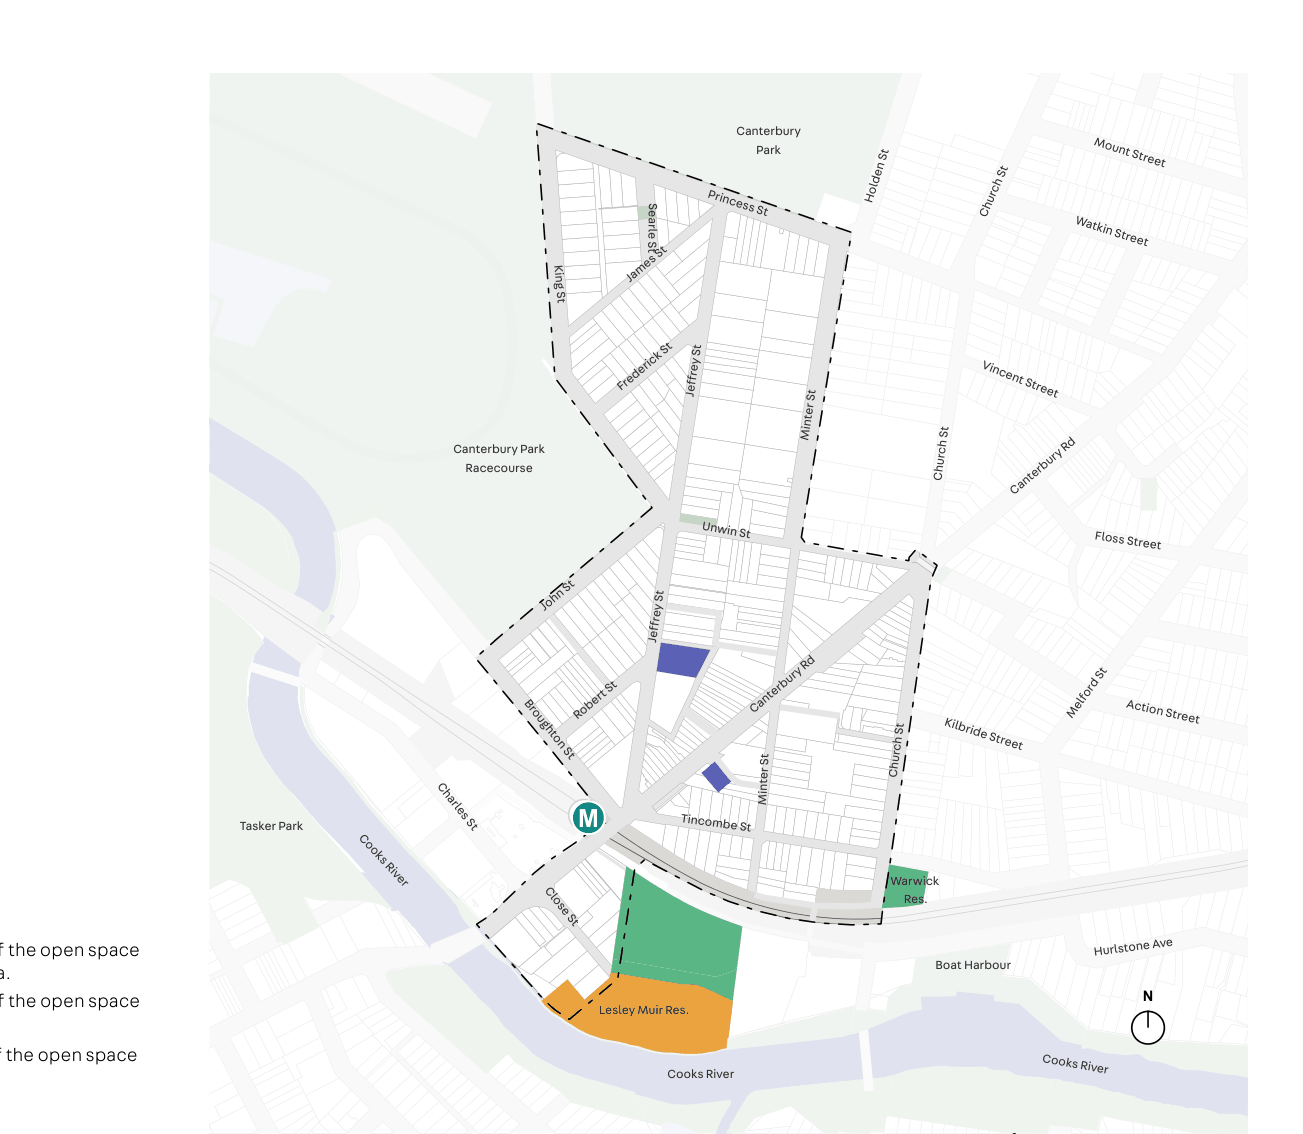 Canterbury
Park
Mount Street
Holden St
Church St
Princess St
Searle St
Watkin Street
James St
King St
Frederick St
Jeffrey St
Vincent Street
Minter St
Canterbury Park
Racecourse
Church St
Canterbury Rd
Unwin St
Floss Street
John St
Jeffrey St
Robert St
Canterbury Rd
Melford St
Action Street
Broughton St
Kilbride Street
Church St
Minter St
Charles St
M
Tincombe St
Tasker Park
Cooks River
Warwick
Res.
Close St
f the open space
a.
Hurlstone Ave
Boat Harbour
f the open space
N
Lesley Muir Res.
f the open space
Cooks River
Cooks River